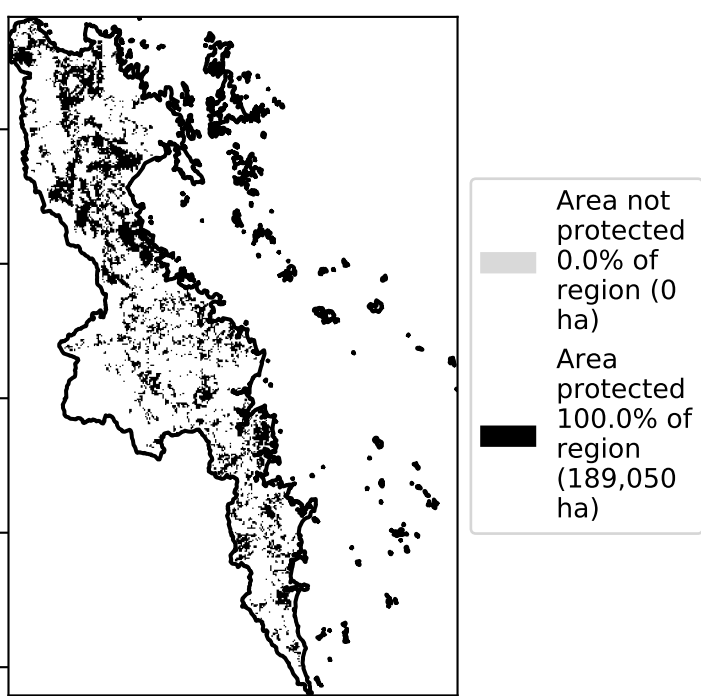 Area not
protected
0.0% of
region (0
ha)
Area
protected
100.0% of
region
(189,050
ha)